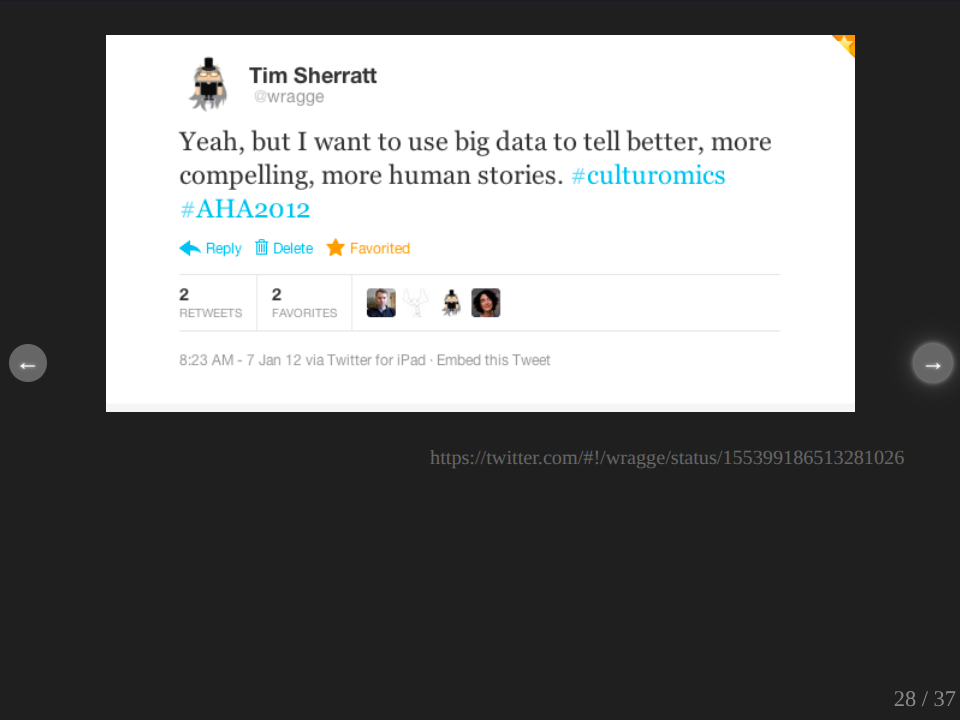 Tim Sherratt
@wragge
Yeah, but I want to use big data to tell better, more
compelling, more human stories. #culturomics
#AHA2012
Reply Delete Favorited
2 2
RETWEETS FAVORITES
8:23 AM - 7 Jan 12 via Twitter for iPad · Embed this Tweet
← →
https://twitter.com/#!/wragge/status/155399186513281026
28 / 37